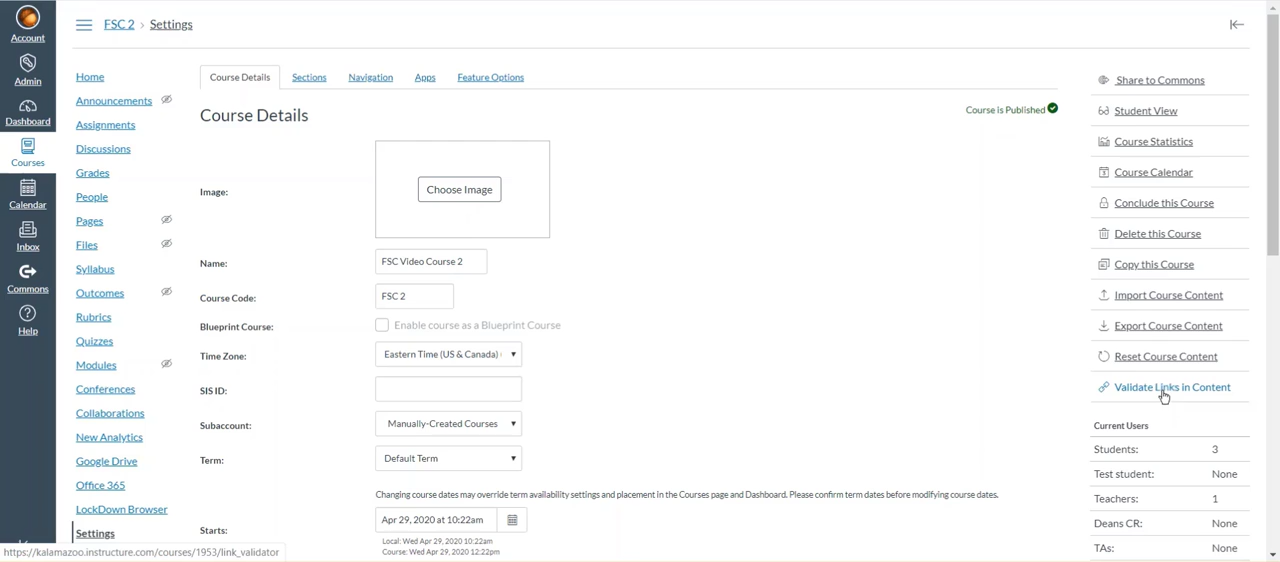 Account
Admin
Dashboard
Courses
Calendar
Inbox
Commons
Help
FSC 2 › Settings
Home
Announcements
Assignments
Discussions
Grades
People
Pages
Files
Syllabus
Outcomes
Rubrics
Quizzes
Modules
Conferences
Collaborations
New Analytics
Google Drive
Office 365
LockDown Browser
Settings
Course Details Sections Navigation Apps Feature Options
Course Details
Course is Published
Image:
Choose Image
Name: FSC Video Course 2
Course Code: FSC 2
Blueprint Course: Enable course as a Blueprint Course
Time Zone: Eastern Time (US & Canada) (
SIS ID:
Subaccount: Manually-Created Courses
Term: Default Term
Changing course dates may override term availability settings and placement in the Courses page and Dashboard. Please confirm term dates before modifying course dates.
Starts: Apr 29, 2020 at 10:22am
Local: Wed Apr 29, 2020 10:22am
Course: Wed Apr 29, 2020 12:22pm
Share to Commons
Student View
Course Statistics
Course Calendar
Conclude this Course
Delete this Course
Copy this Course
Import Course Content
Export Course Content
Reset Course Content
Validate Links in Content
Current Users
Students: 3
Test student: None
Teachers: 1
Deans CR: None
TAs: None
https://kalamazoo.instructure.com/courses/1953/link_validator